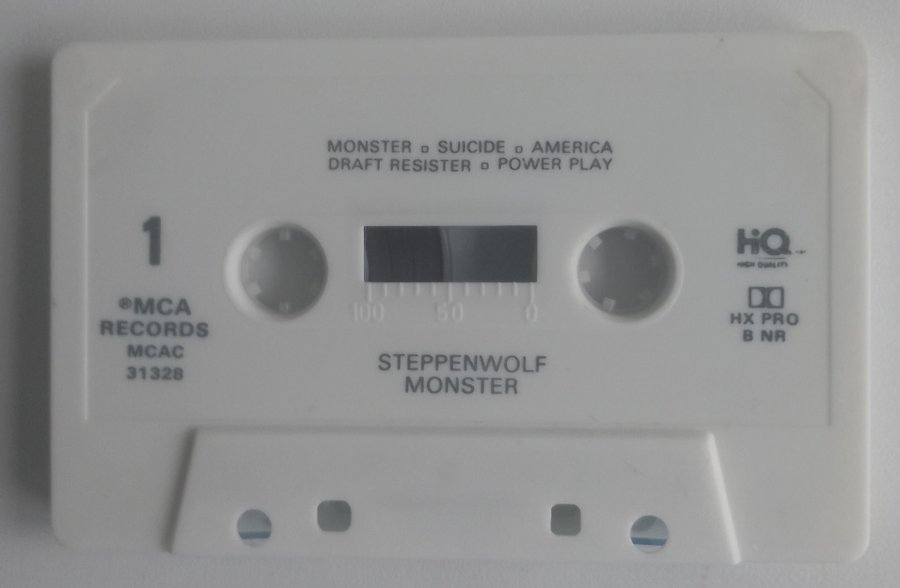 MONSTER ▫ SUICIDE ▫ AMERICA
DRAFT RESISTER ▫ POWER PLAY
1
®MCA
RECORDS
MCAC
31328
HiQ
HIGH QUALITY
HX PRO
B NR
100 50 0
STEPPENWOLF
MONSTER